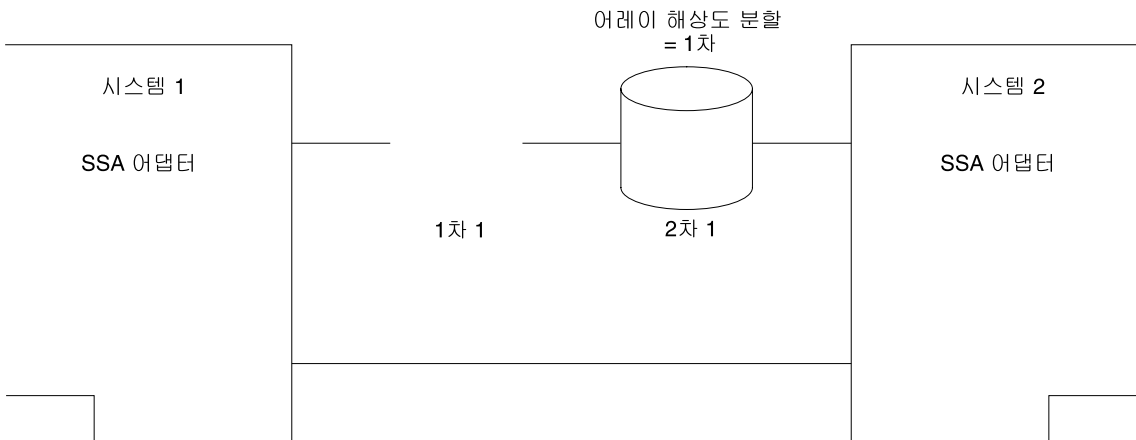 어레이 해상도 분할
= 1차
시스템 1
시스템 2
SSA 어댑터
SSA 어댑터
1차 1
2차 1